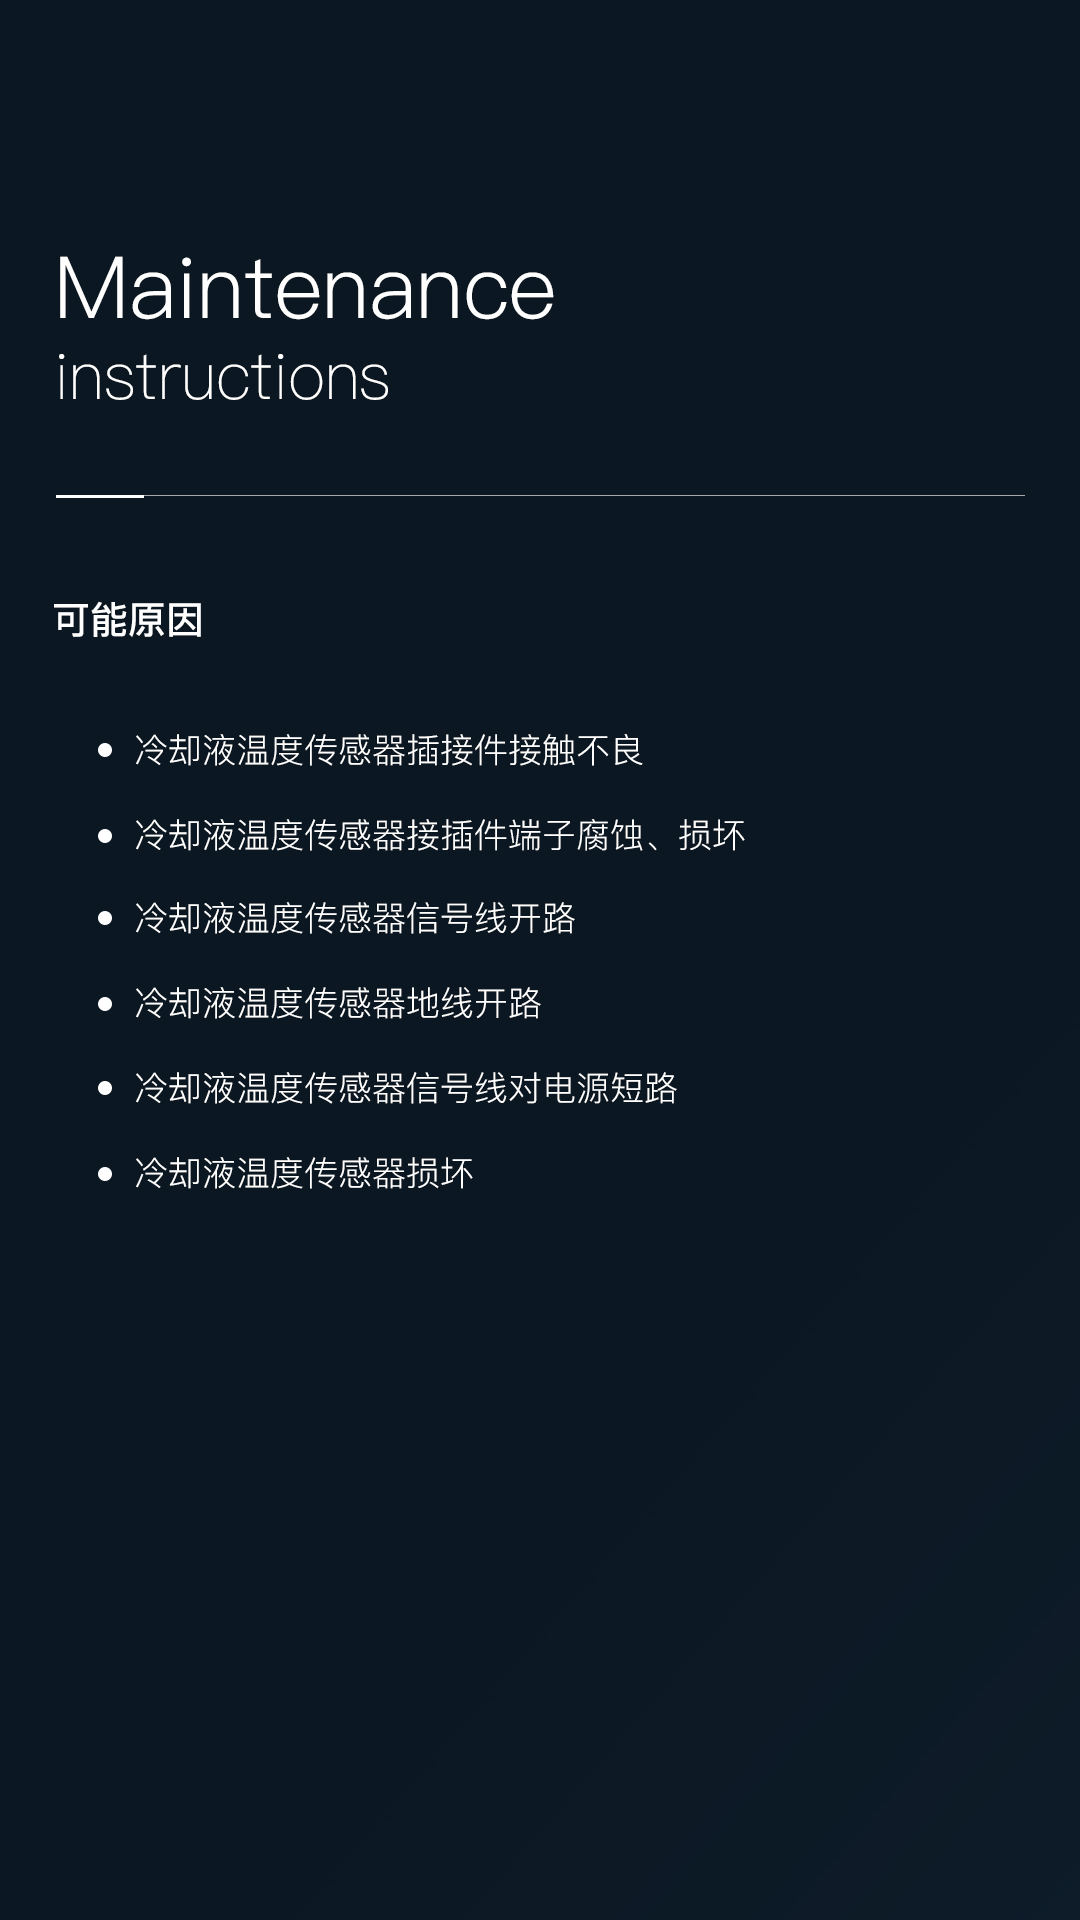 Maintenance
instructions
可能原因
冷却液温度传感器插接件接触不良
冷却液温度传感器接插件端子腐蚀、损坏
冷却液温度传感器信号线开路
冷却液温度传感器地线开路
冷却液温度传感器信号线对电源短路
冷却液温度传感器损坏